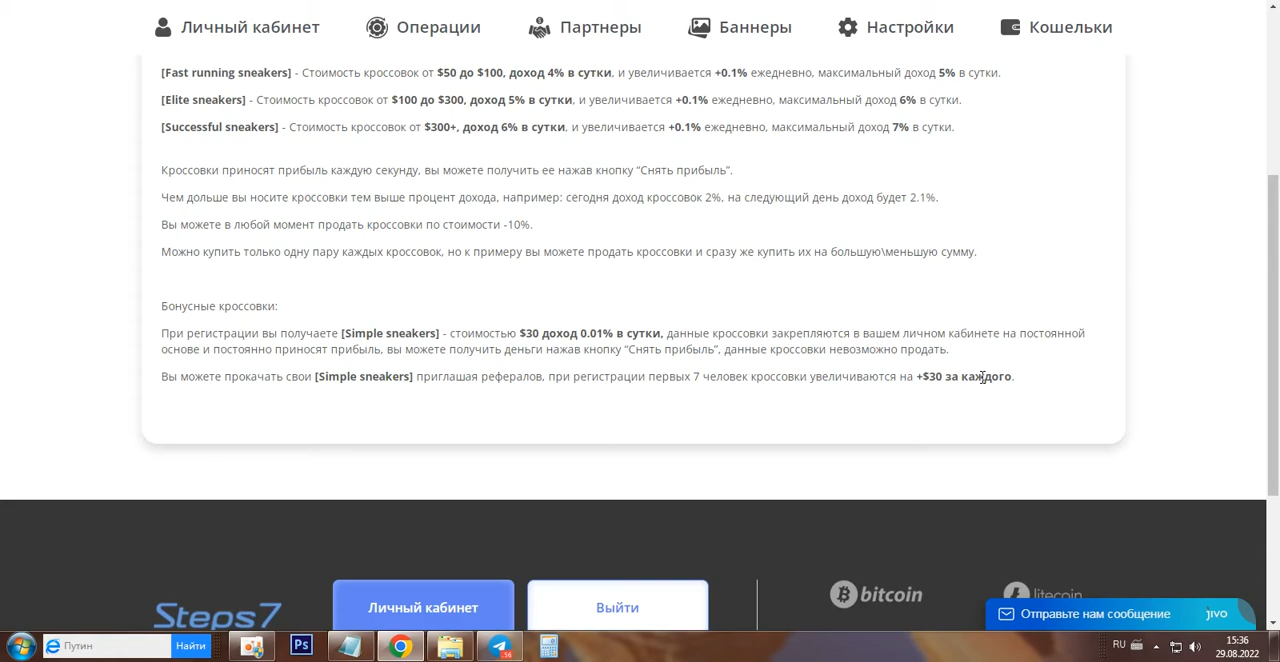 Личный кабинет Операции Партнеры Баннеры Настройки Кошельки
[Fast running sneakers] - Стоимость кроссовок от $50 до $100, доход 4% в сутки, и увеличивается +0.1% ежедневно, максимальный доход 5% в сутки.
[Elite sneakers] - Стоимость кроссовок от $100 до $300, доход 5% в сутки, и увеличивается +0.1% ежедневно, максимальный доход 6% в сутки.
[Successful sneakers] - Стоимость кроссовок от $300+, доход 6% в сутки, и увеличивается +0.1% ежедневно, максимальный доход 7% в сутки.
Кроссовки приносят прибыль каждую секунду, вы можете получить ее нажав кнопку “Снять прибыль”.
Чем дольше вы носите кроссовки тем выше процент дохода, например: сегодня доход кроссовок 2%, на следующий день доход будет 2.1%.
Вы можете в любой момент продать кроссовки по стоимости -10%.
Можно купить только одну пару каждых кроссовок, но к примеру вы можете продать кроссовки и сразу же купить их на большую\меньшую сумму.
Бонусные кроссовки:
При регистрации вы получаете [Simple sneakers] - стоимостью $30 доход 0.01% в сутки, данные кроссовки закрепляются в вашем личном кабинете на постоянной
основе и постоянно приносят прибыль, вы можете получить деньги нажав кнопку “Снять прибыль”, данные кроссовки невозможно продать.
Вы можете прокачать свои [Simple sneakers] приглашая рефералов, при регистрации первых 7 человек кроссовки увеличиваются на +$30 за каждого.
Steps7 Личный кабинет Выйти bitcoin litecoin
Отправьте нам сообщение jivo
Путин Найти Ps 56 RU 15:36
29.08.2022